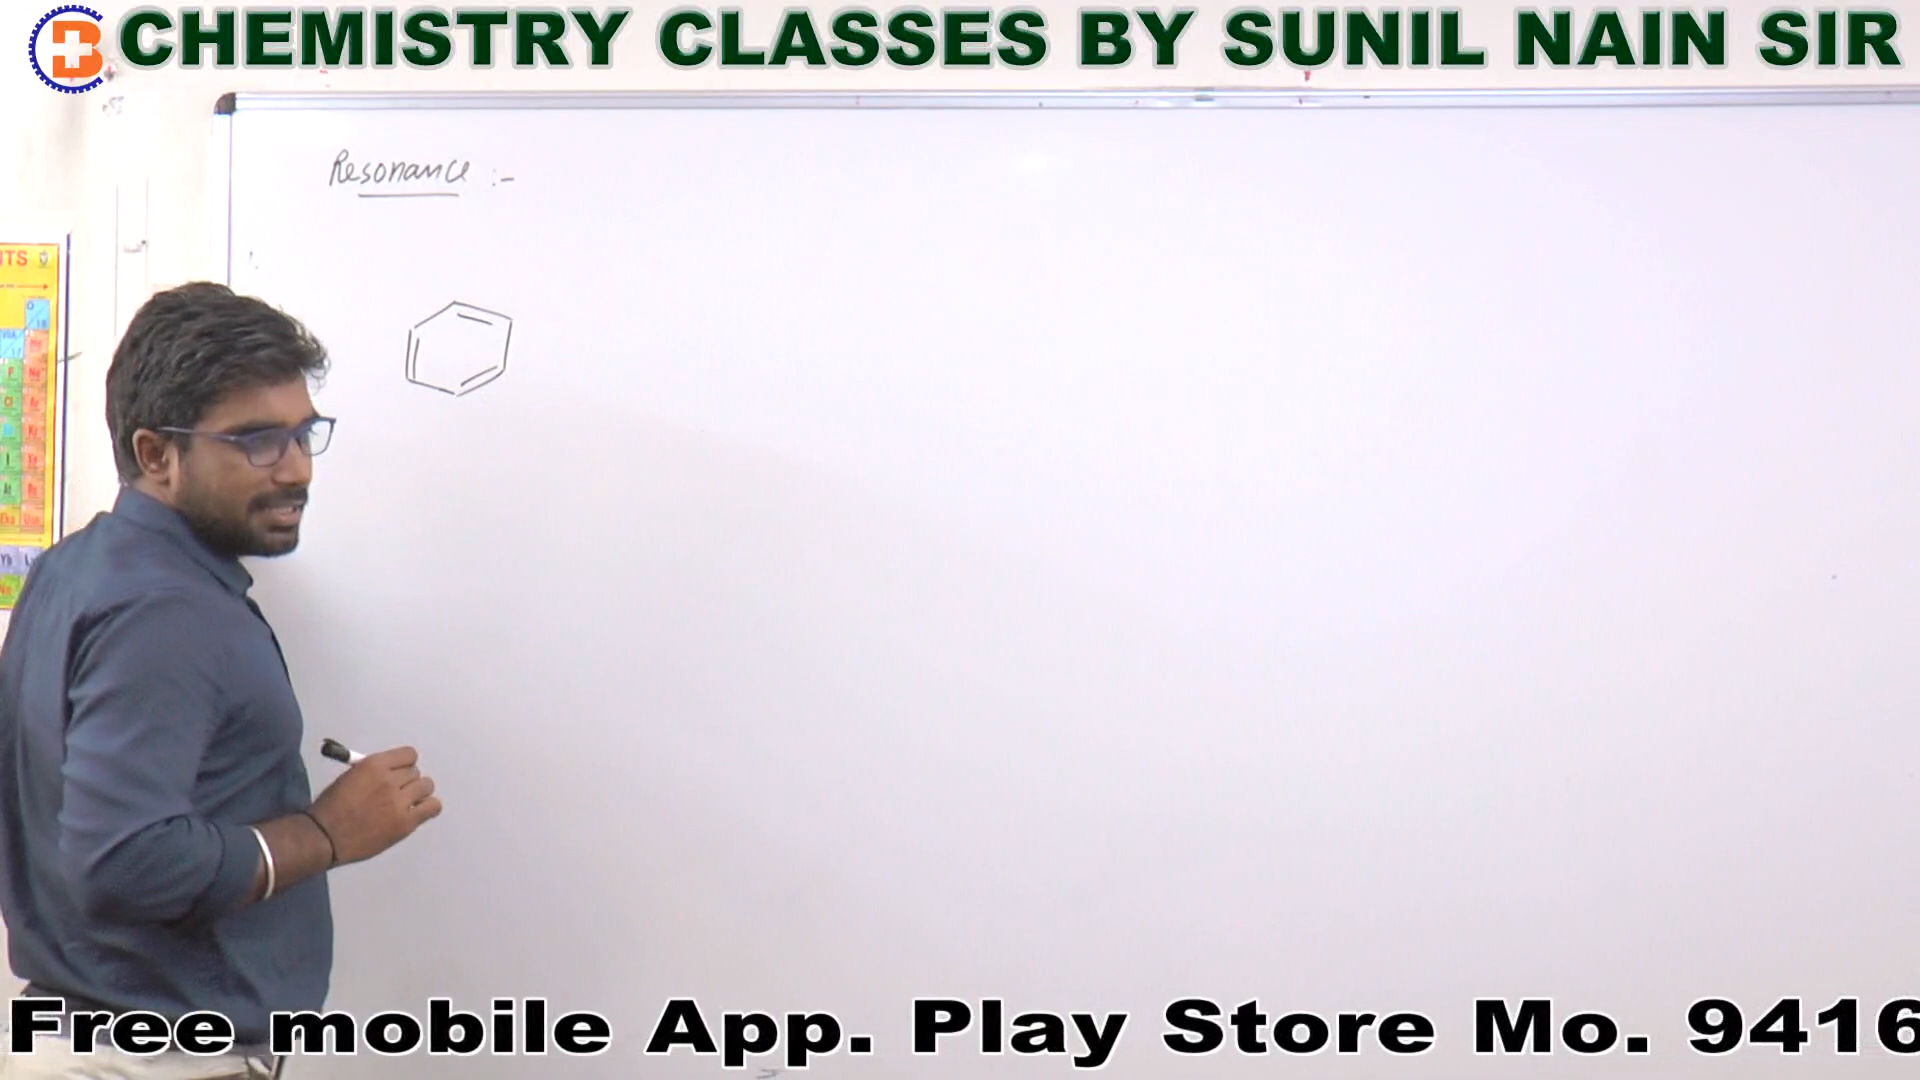 CHEMISTRY CLASSES BY SUNIL NAIN SIR
Resonance :-
Free mobile App. Play Store Mo. 9416